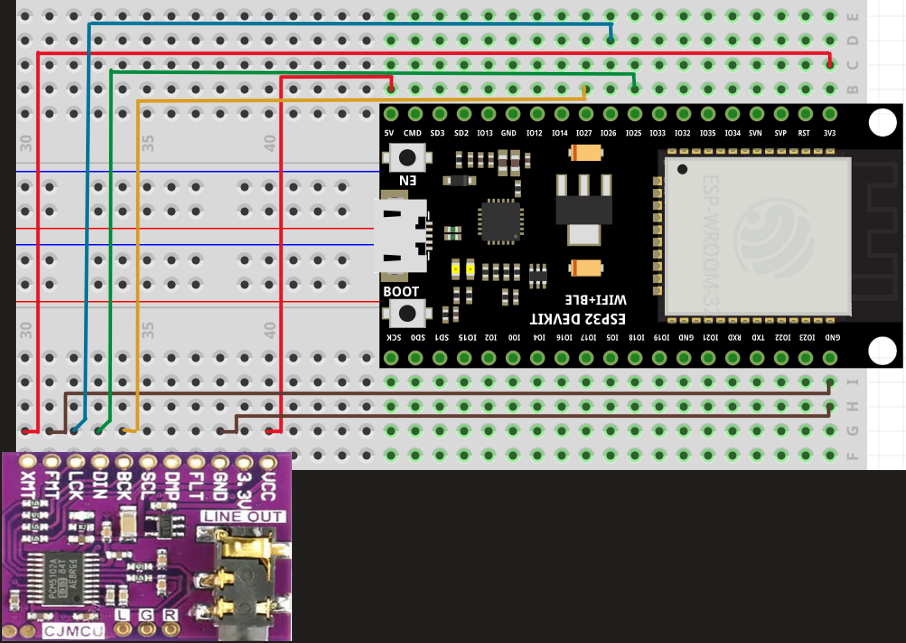 E
D
C
B
30
35
40
5V CMD SD3 SD2 IO13 GND IO12 IO14 IO27 IO26 IO25 IO33 IO32 IO35 IO34 SVN SVP RST 3V3
EN
BOOT
WIFI+BLE
ESP32 DEVKIT
ESP-WROOM-3
30
35
40
SCK SD0 SD1 IO15 IO2 IO0 IO4 IO16 IO17 IO5 IO18 IO19 GND IO21 RXD TXD IO22 IO23 GND
I
H
G
F
XMT FMT LCK DIN BCK SCL DMP FLT GND 3.3V VCC
LINE OUT
PCM5102A
84T
L G R
CJMCU